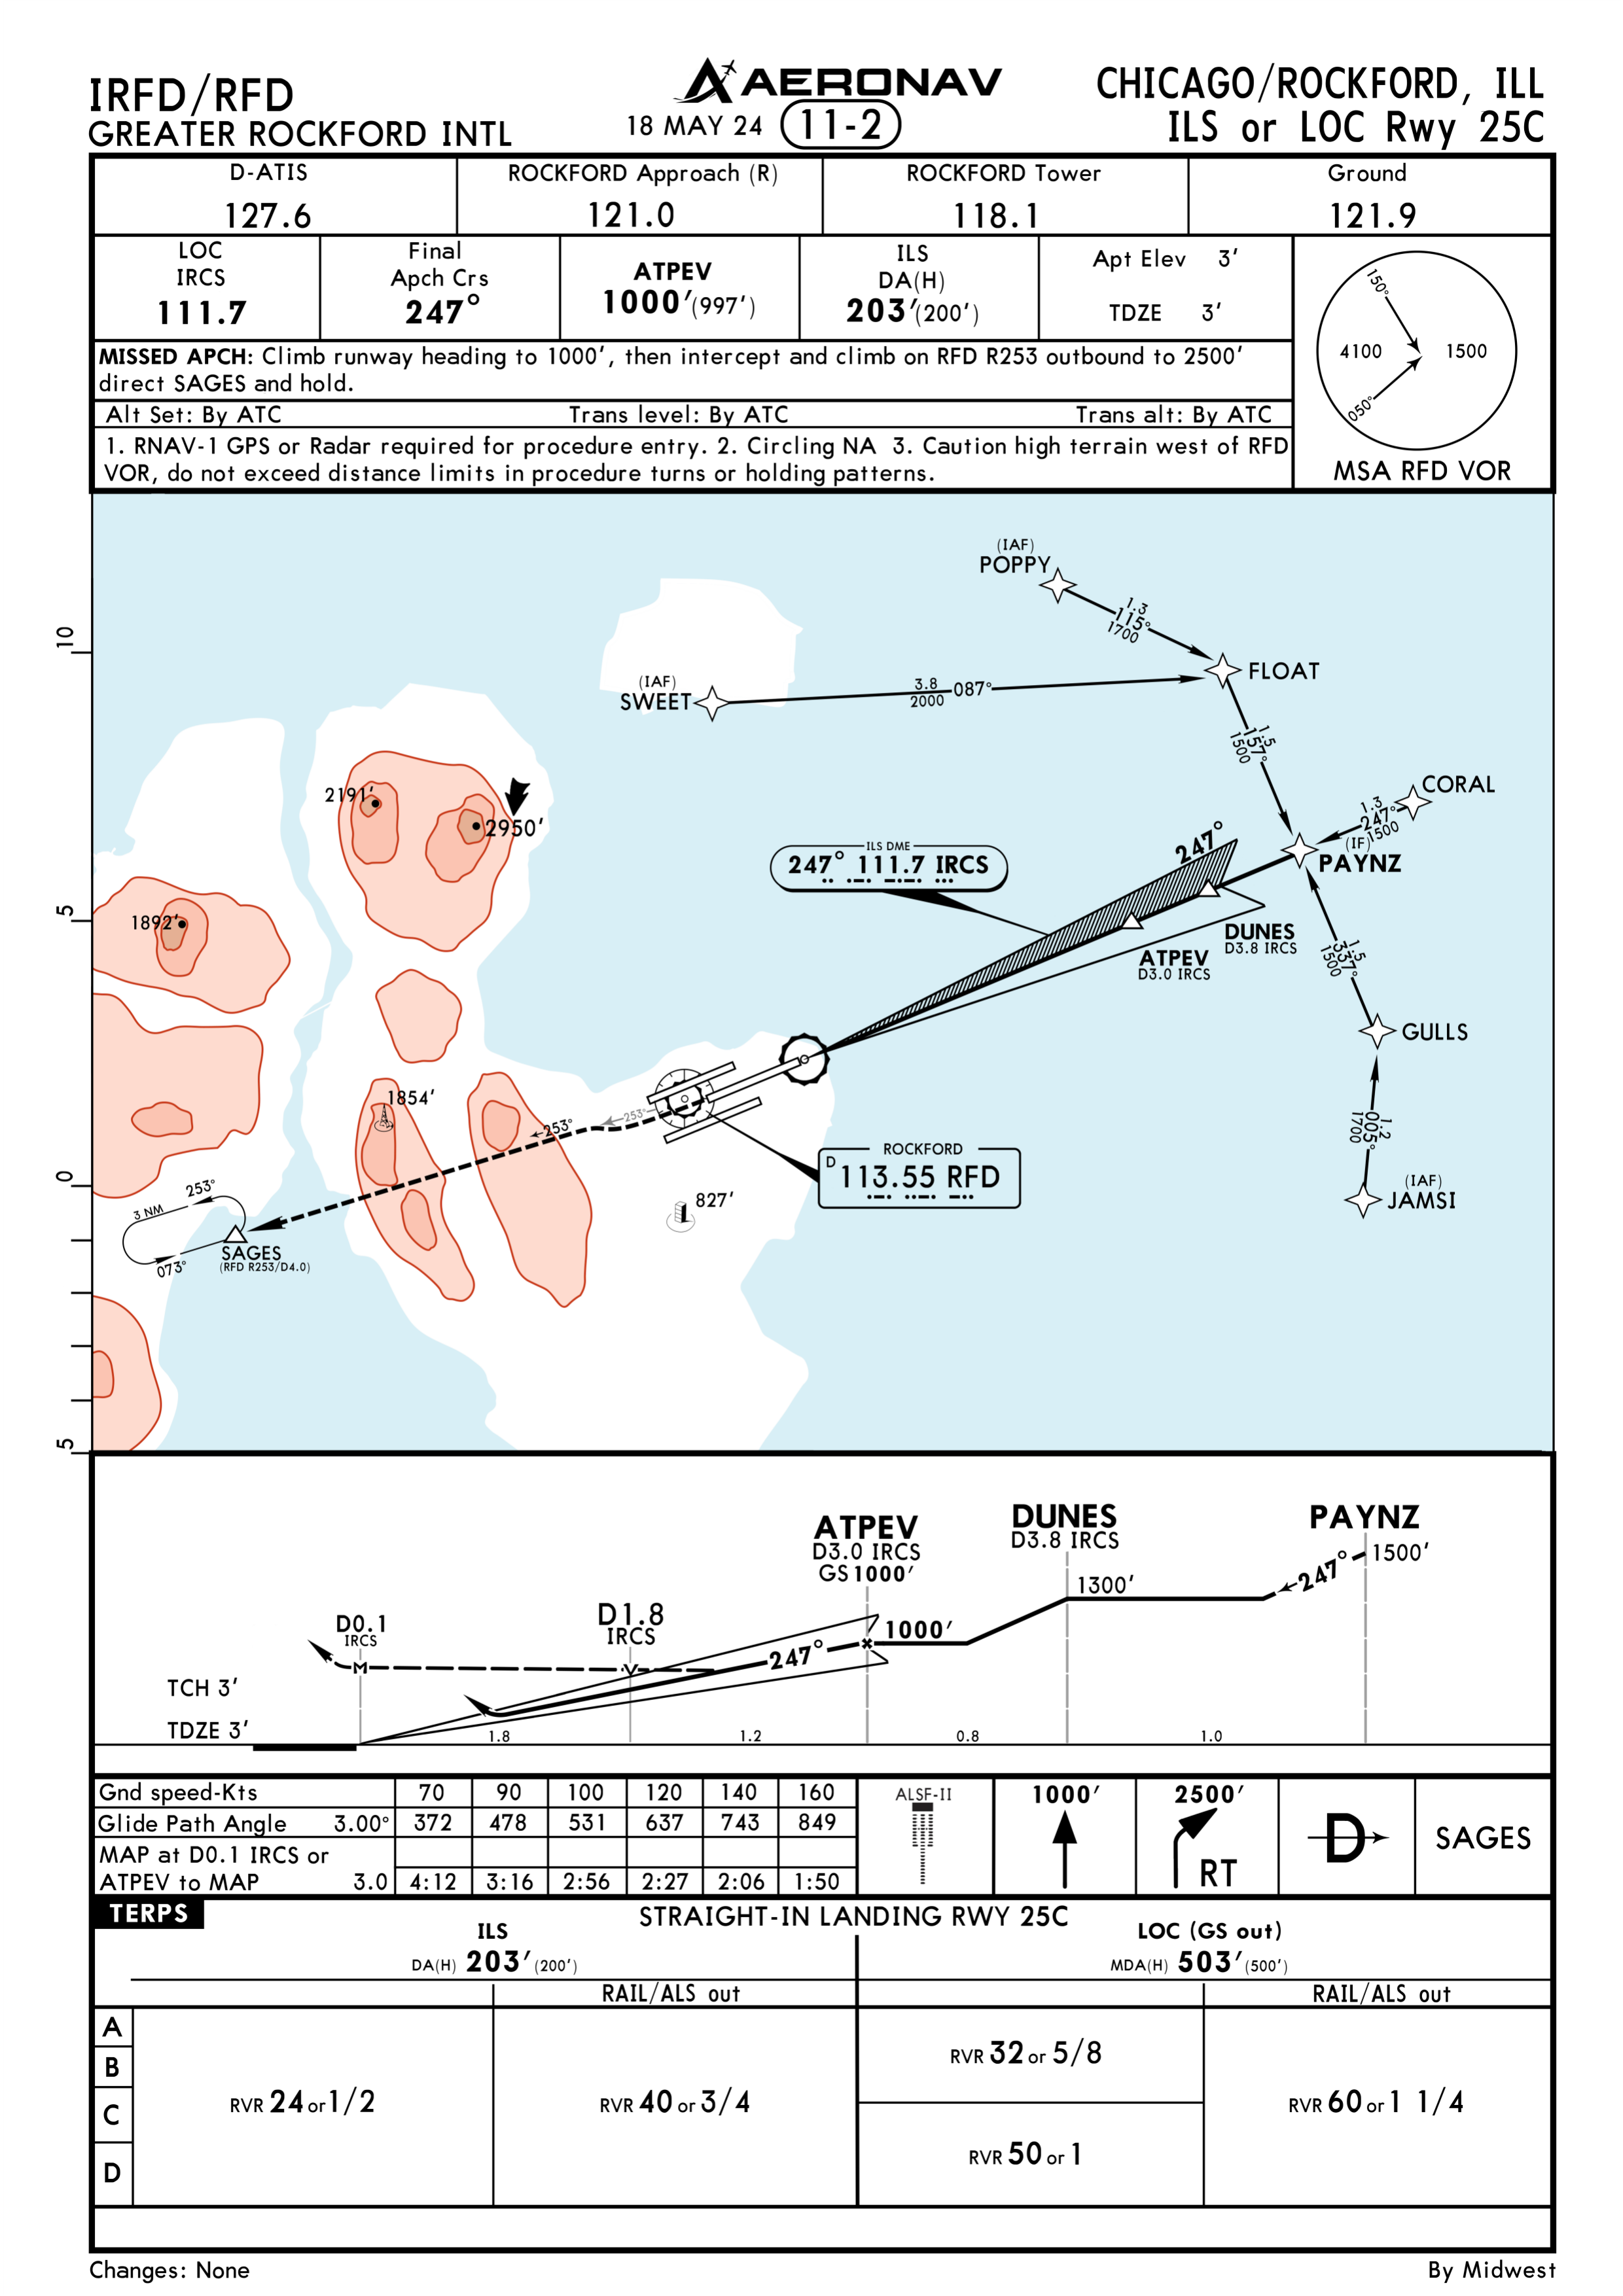 IRFD/RFD
GREATER ROCKFORD INTL
AERONAV
18 MAY 24 11-2
CHICAGO/ROCKFORD, ILL
ILS or LOC Rwy 25C
D-ATIS
127.6
ROCKFORD Approach (R)
121.0
ROCKFORD Tower
118.1
Ground
121.9
LOC
IRCS
111.7
Final
Apch Crs
247°
ATPEV
1000′(997′)
ILS
DA(H)
203′(200′)
Apt Elev 3′
TDZE 3′
MISSED APCH: Climb runway heading to 1000′, then intercept and climb on RFD R253 outbound to 2500′
direct SAGES and hold.
Alt Set: By ATC Trans level: By ATC Trans alt: By ATC
1. RNAV-1 GPS or Radar required for procedure entry. 2. Circling NA 3. Caution high terrain west of RFD
VOR, do not exceed distance limits in procedure turns or holding patterns.
150°
4100 1500
050°
MSA RFD VOR
10
5
0
5
(IAF)
POPPY
1.3
115°
1700
FLOAT
(IAF)
SWEET
3.8
087°
2000
1.5
157°
1500
CORAL
1.3
247°
1500
(IF)
PAYNZ
2191′
2950′
1892′
ILS DME
247° 111.7 IRCS
247°
DUNES
D3.8 IRCS
ATPEV
D3.0 IRCS
1.5
337°
1500
GULLS
1.2
005°
1700
(IAF)
JAMSI
1854′
253°
253°
ROCKFORD
D
113.55 RFD
827′
253°
3 NM
073°
SAGES
(RFD R253/D4.0)
ATPEV
D3.0 IRCS
GS 1000′
DUNES
D3.8 IRCS
PAYNZ
1500′
247°
1300′
1000′
247°
D1.8
IRCS
D0.1
IRCS
M
V
TCH 3′
TDZE 3′
1.8 1.2 0.8 1.0
Gnd speed-Kts 70 90 100 120 140 160
Glide Path Angle 3.00° 372 478 531 637 743 849
MAP at D0.1 IRCS or
ATPEV to MAP 3.0 4:12 3:16 2:56 2:27 2:06 1:50
ALSF-II
1000′
2500′
RT
D
SAGES
TERPS
STRAIGHT-IN LANDING RWY 25C
ILS
DA(H) 203′(200′)
LOC (GS out)
MDA(H) 503′(500′)
RAIL/ALS out
RAIL/ALS out
A
B
C
D
RVR 24 or 1/2
RVR 40 or 3/4
RVR 32 or 5/8
RVR 50 or 1
RVR 60 or 1 1/4
Changes: None
By Midwest